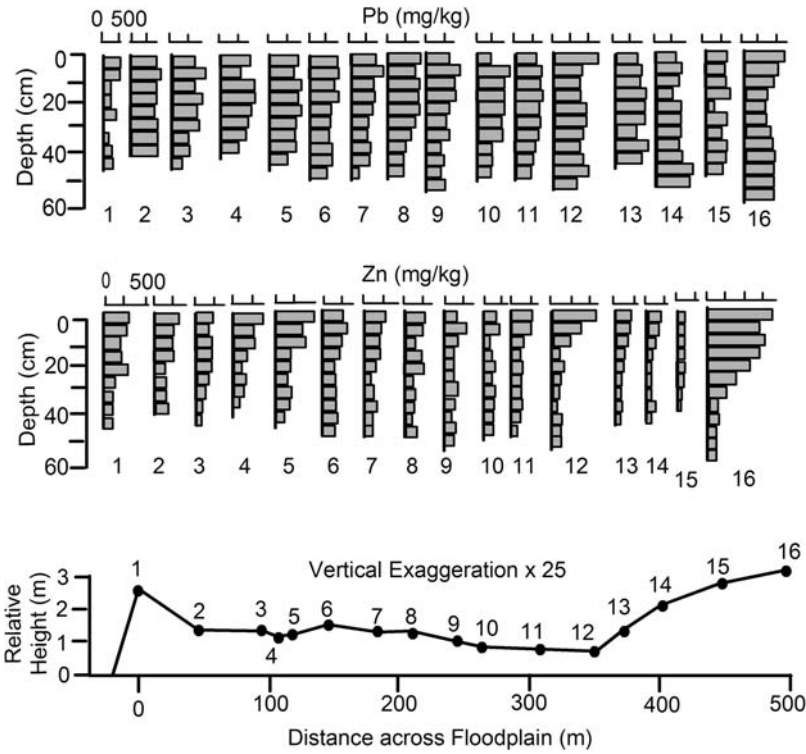 Pb (mg/kg)
0 500
Depth (cm)
0
20
40
60
1 2 3 4 5 6 7 8 9 10 11 12 13 14 15 16
Zn (mg/kg)
0 500
Depth (cm)
0
20
40
60
1 2 3 4 5 6 7 8 9 10 11 12 13 14 15 16
Vertical Exaggeration x 25
Relative
Height (m)
3
2
1
0
1 2 3 4 5 6 7 8 9 10 11 12 13 14 15 16
0 100 200 300 400 500
Distance across Floodplain (m)